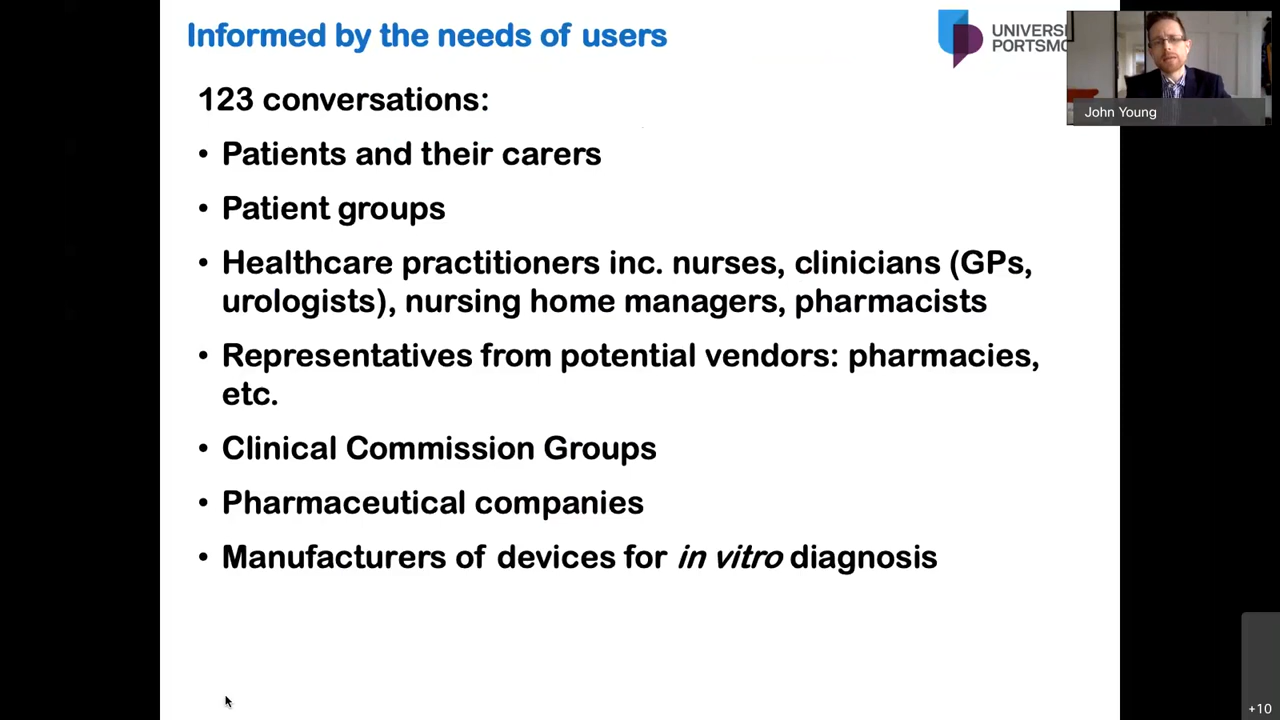 Informed by the needs of users
UNIVERSI
PORTSMO
John Young
123 conversations:
• Patients and their carers
• Patient groups
• Healthcare practitioners inc. nurses, clinicians (GPs,
urologists), nursing home managers, pharmacists
• Representatives from potential vendors: pharmacies,
etc.
• Clinical Commission Groups
• Pharmaceutical companies
• Manufacturers of devices for in vitro diagnosis
+10